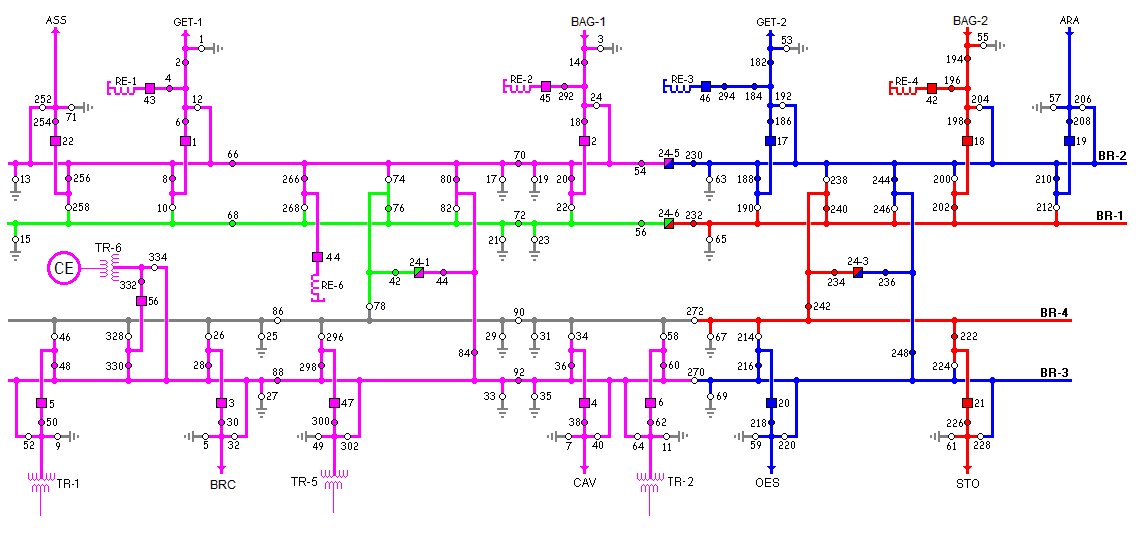 ASS GET-1 BAG-1 GET-2 BAG-2 ARA
1 3 53 55
2 14 182 194
RE-1 4 RE-2 RE-3 RE-4 196
43 45 292 46 294 184 42
252 71 12 24 192 204 57 206
254 6 18 186 198 208
22 1 2 17 18 19
66 70 54 24-5 230 BR-2
13 256 8 266 74 80 17 19 20 63 188 238 244 200 210
258 10 268 76 82 22 190 240 246 202 212
68 72 56 24-6 232 BR-1
15 21 23 65
TR-6 334 44 24-1 24-3
CE 332 42 44 234 236
56 RE-6
78 242
86 90 272 BR-4
46 328 26 25 296 29 31 34 58 67 214 222
84 248
48 330 28 298 36 60 216 224
88 92 270 BR-3
27 33 35 69
5 3 47 4 6 20 21
50 30 300 38 62 218 226
52 9 5 32 49 302 7 40 64 11 59 220 61 228
TR-1 BRC TR-5 CAV TR-2 OES STO